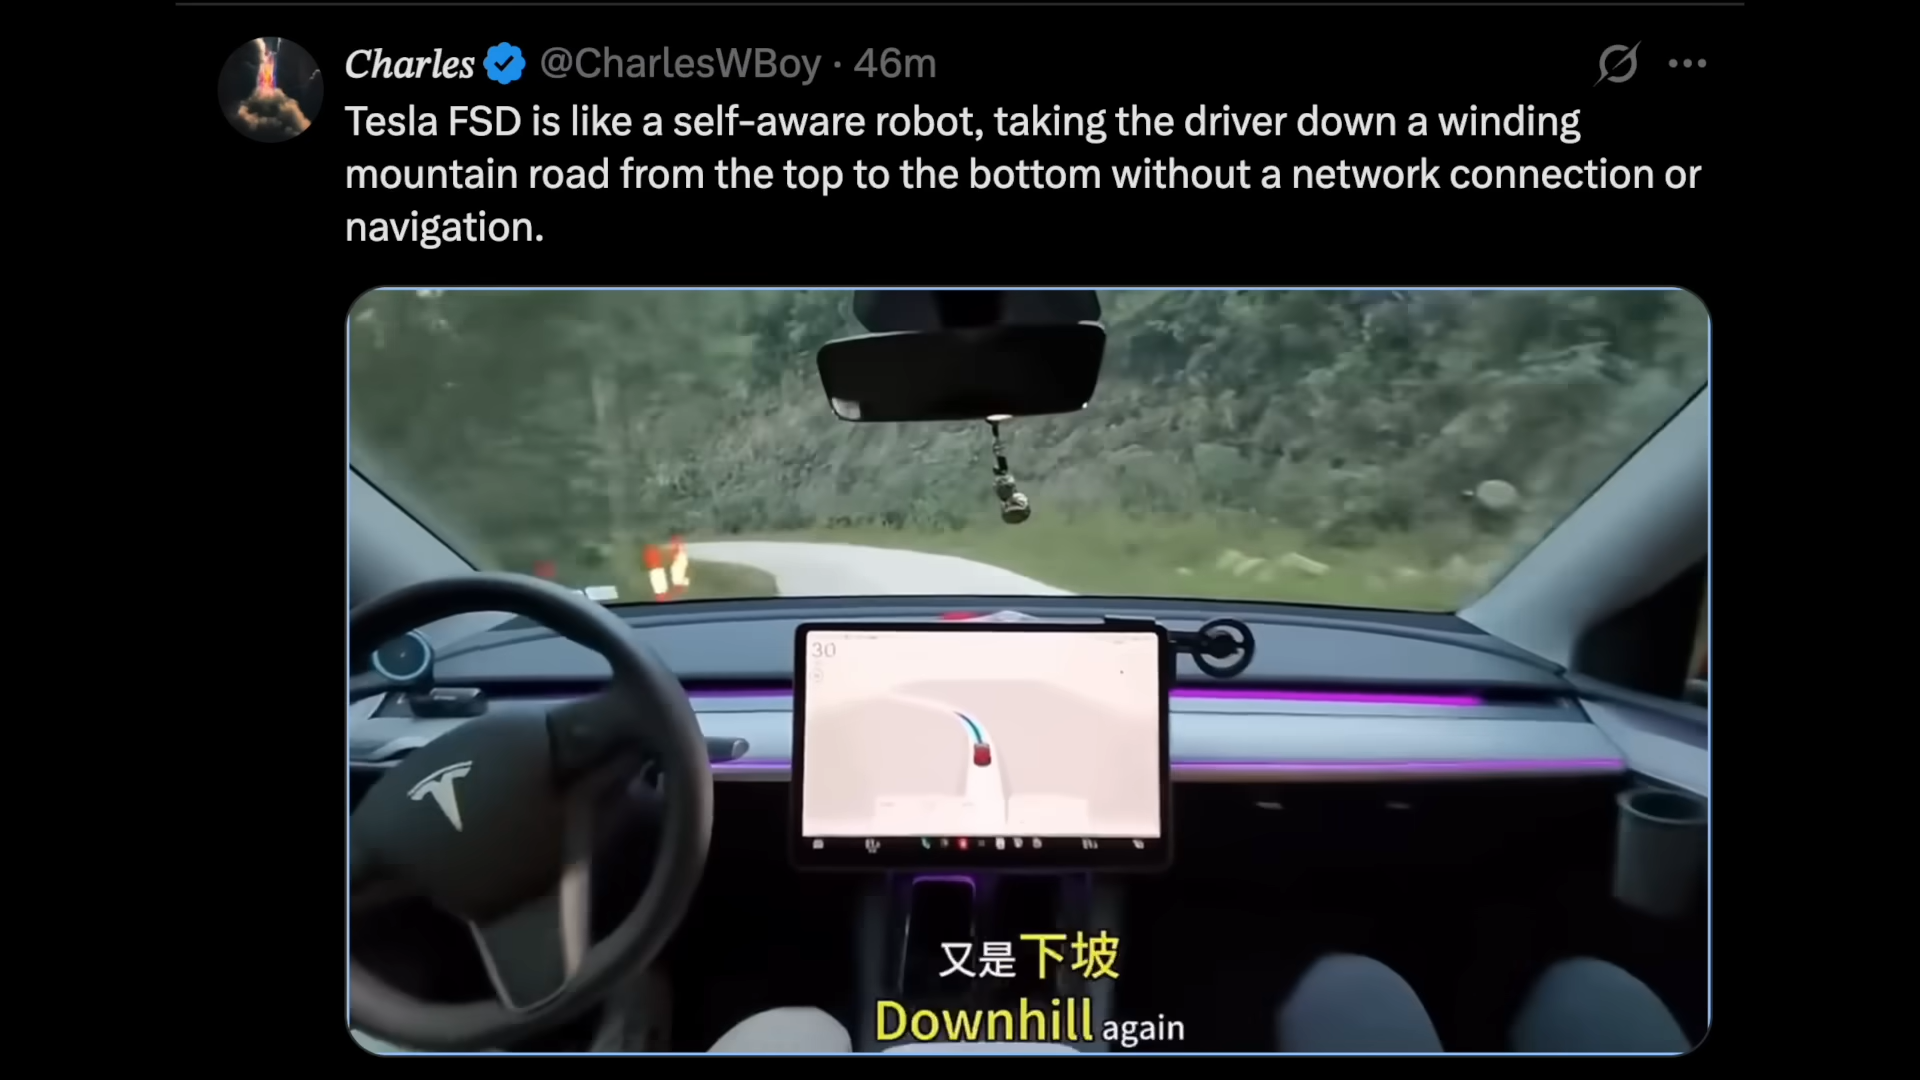 Charles @CharlesWBoy · 46m
Tesla FSD is like a self-aware robot, taking the driver down a winding
mountain road from the top to the bottom without a network connection or
navigation.
30
又是下坡
Downhill again